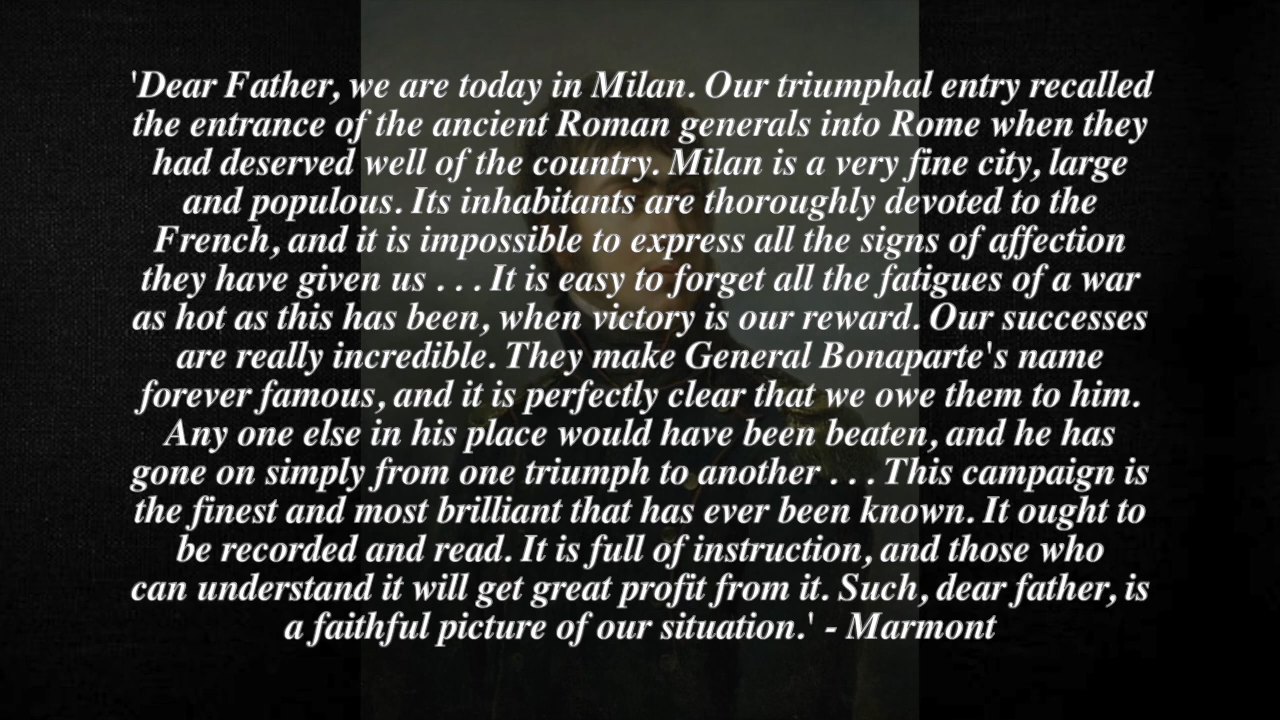 'Dear Father, we are today in Milan. Our triumphal entry recalled
the entrance of the ancient Roman generals into Rome when they
had deserved well of the country. Milan is a very fine city, large
and populous. Its inhabitants are thoroughly devoted to the
French, and it is impossible to express all the signs of affection
they have given us . . . It is easy to forget all the fatigues of a war
as hot as this has been, when victory is our reward. Our successes
are really incredible. They make General Bonaparte's name
forever famous, and it is perfectly clear that we owe them to him.
Any one else in his place would have been beaten, and he has
gone on simply from one triumph to another . . . This campaign is
the finest and most brilliant that has ever been known. It ought to
be recorded and read. It is full of instruction, and those who
can understand it will get great profit from it. Such, dear father, is
a faithful picture of our situation.' - Marmont